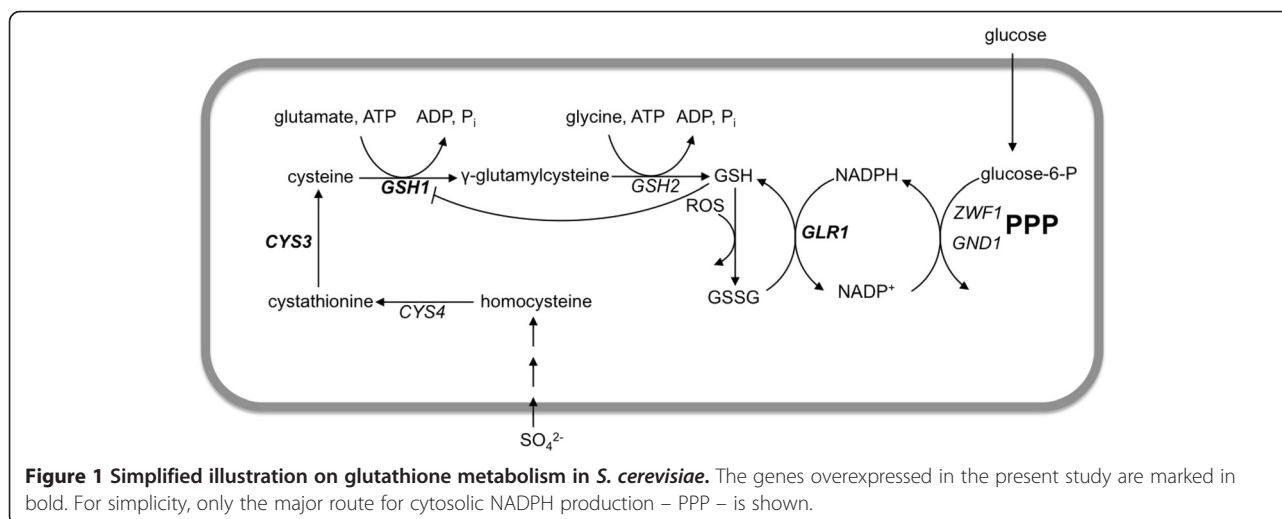 glucose
glutamate, ATP ADP, Pi glycine, ATP ADP, Pi
cysteine GSH1 γ-glutamylcysteine GSH2 GSH NADPH glucose-6-P
ROS ZWF1 PPP
CYS3 GLR1 GND1
GSSG NADP+
cystathionine CYS4 homocysteine
SO42-
Figure 1 Simplified illustration on glutathione metabolism in S. cerevisiae. The genes overexpressed in the present study are marked in
bold. For simplicity, only the major route for cytosolic NADPH production – PPP – is shown.